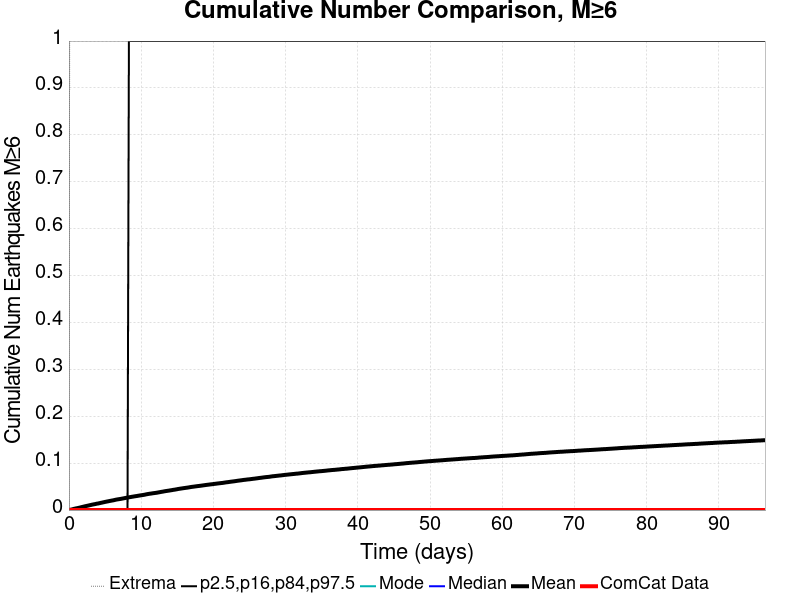 Cumulative Number Comparison, M≥6
Cumulative Num Earthquakes M≥6
1
0.9
0.8
0.7
0.6
0.5
0.4
0.3
0.2
0.1
0
0 10 20 30 40 50 60 70 80 90
Time (days)
Extrema p2.5,p16,p84,p97.5 Mode Median Mean ComCat Data